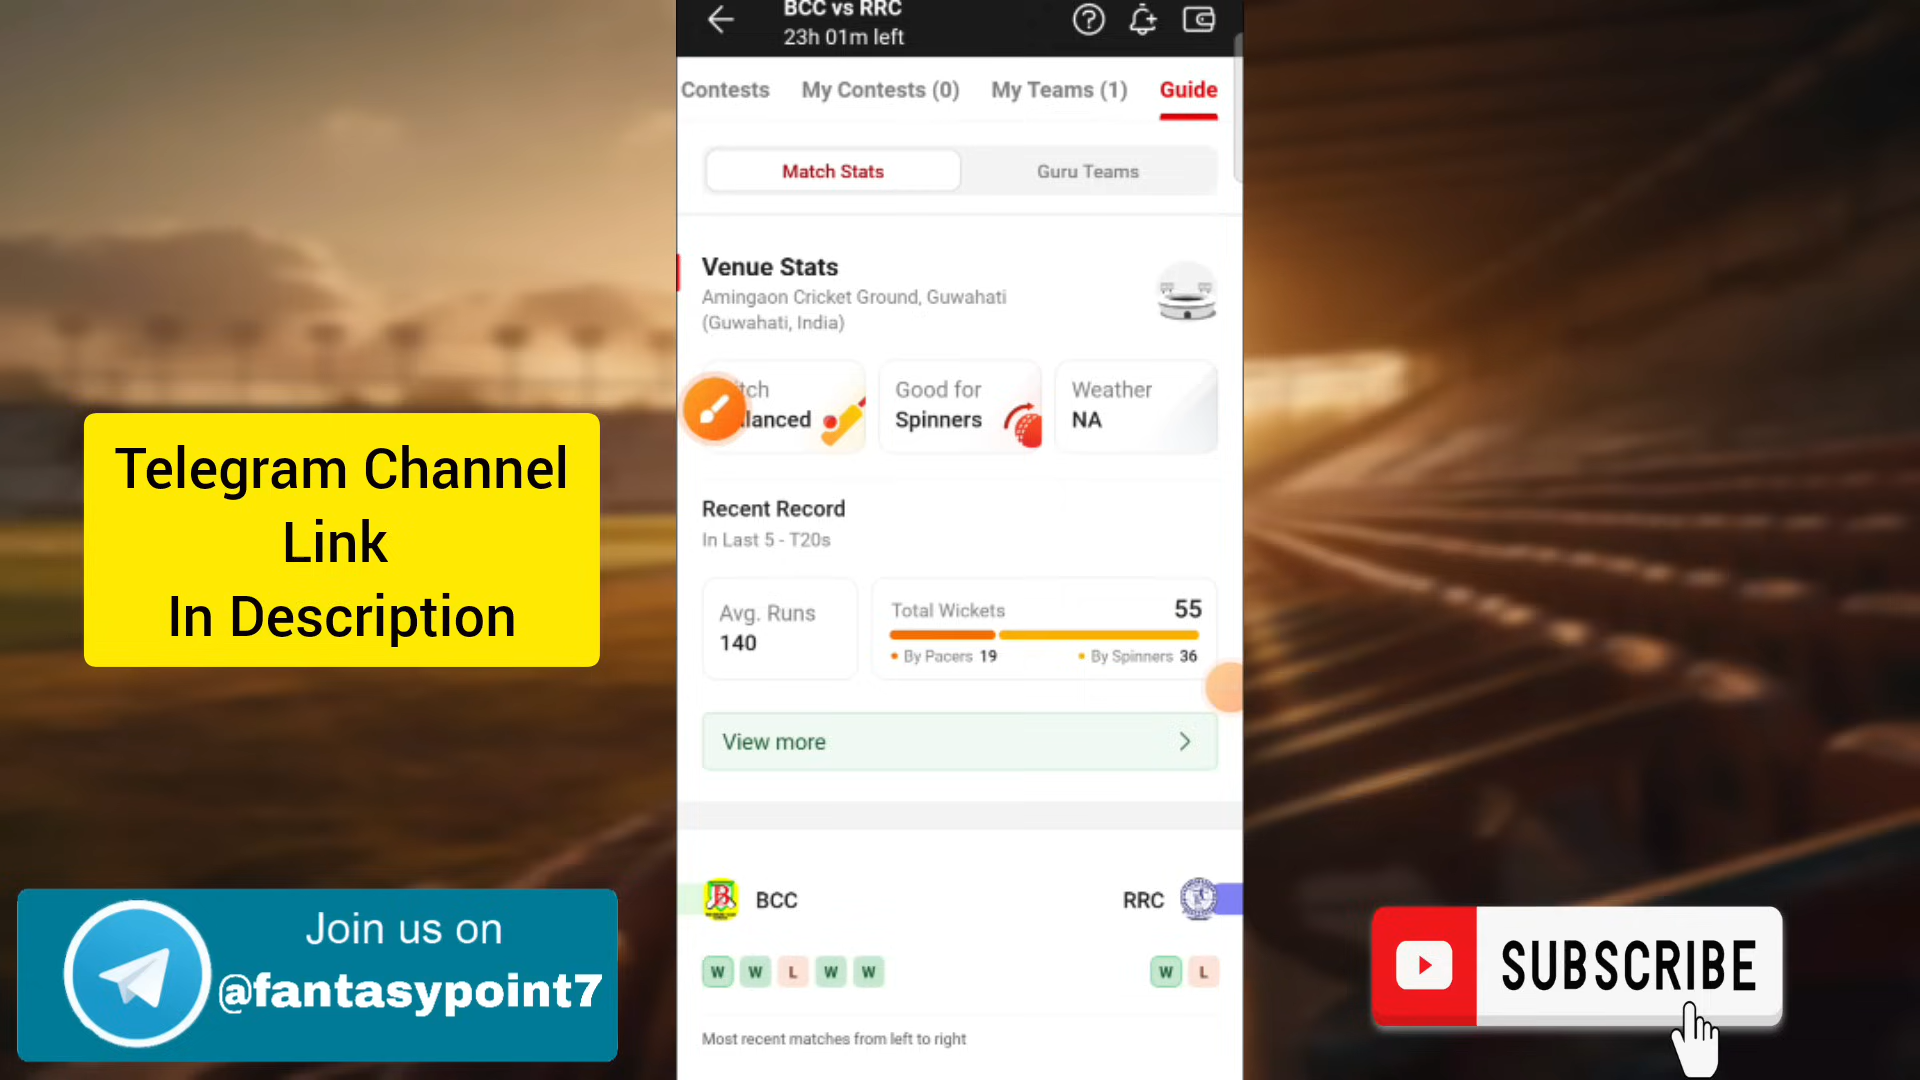 BCC vs RRC
23h 01m left
Contests
My Contests (0)
My Teams (1)
Guide
Match Stats
Guru Teams
Venue Stats
Amingaon Cricket Ground, Guwahati
(Guwahati, India)
tch
lanced
Good for
Spinners
Weather
NA
Recent Record
In Last 5 - T20s
Avg. Runs
140
Total Wickets 55
By Pacers 19
By Spinners 36
View more
BCC
RRC
W W L W W
W L
Most recent matches from left to right
Telegram Channel
Link
In Description
Join us on
@fantasypoint7
SUBSCRIBE